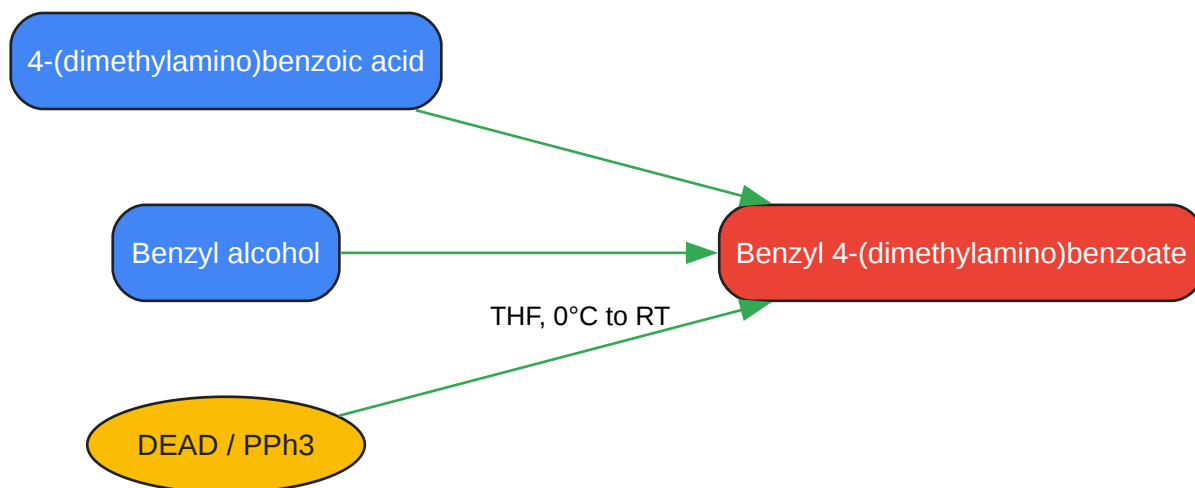 4-(dimethylamino)benzoic acid
Benzyl alcohol
Benzyl 4-(dimethylamino)benzoate
THF, 0°C to RT
DEAD / PPh3